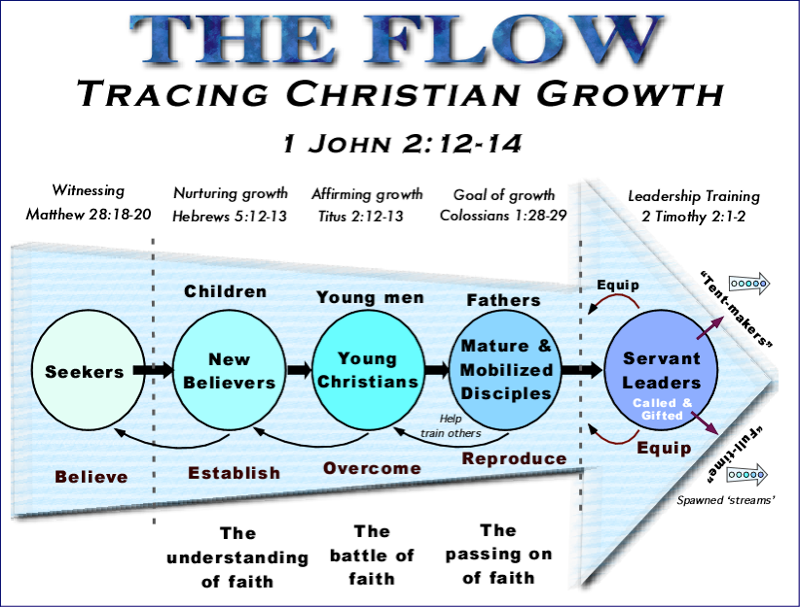 THE FLOW
TRACING CHRISTIAN GROWTH
1 JOHN 2:12-14
Witnessing
Matthew 28:18-20
Nurturing growth
Hebrews 5:12-13
Affirming growth
Titus 2:12-13
Goal of growth
Colossians 1:28-29
Leadership Training
2 Timothy 2:1-2
Children
Young men
Fathers
Equip
"Tent-makers"
Seekers
New
Believers
Young
Christians
Mature &
Mobilized
Disciples
Servant
Leaders
Called &
Gifted
Help
train others
"Full-time"
Believe
Establish
Overcome
Reproduce
Equip
Spawned 'streams'
The
understanding
of faith
The
battle of
faith
The
passing on
of faith